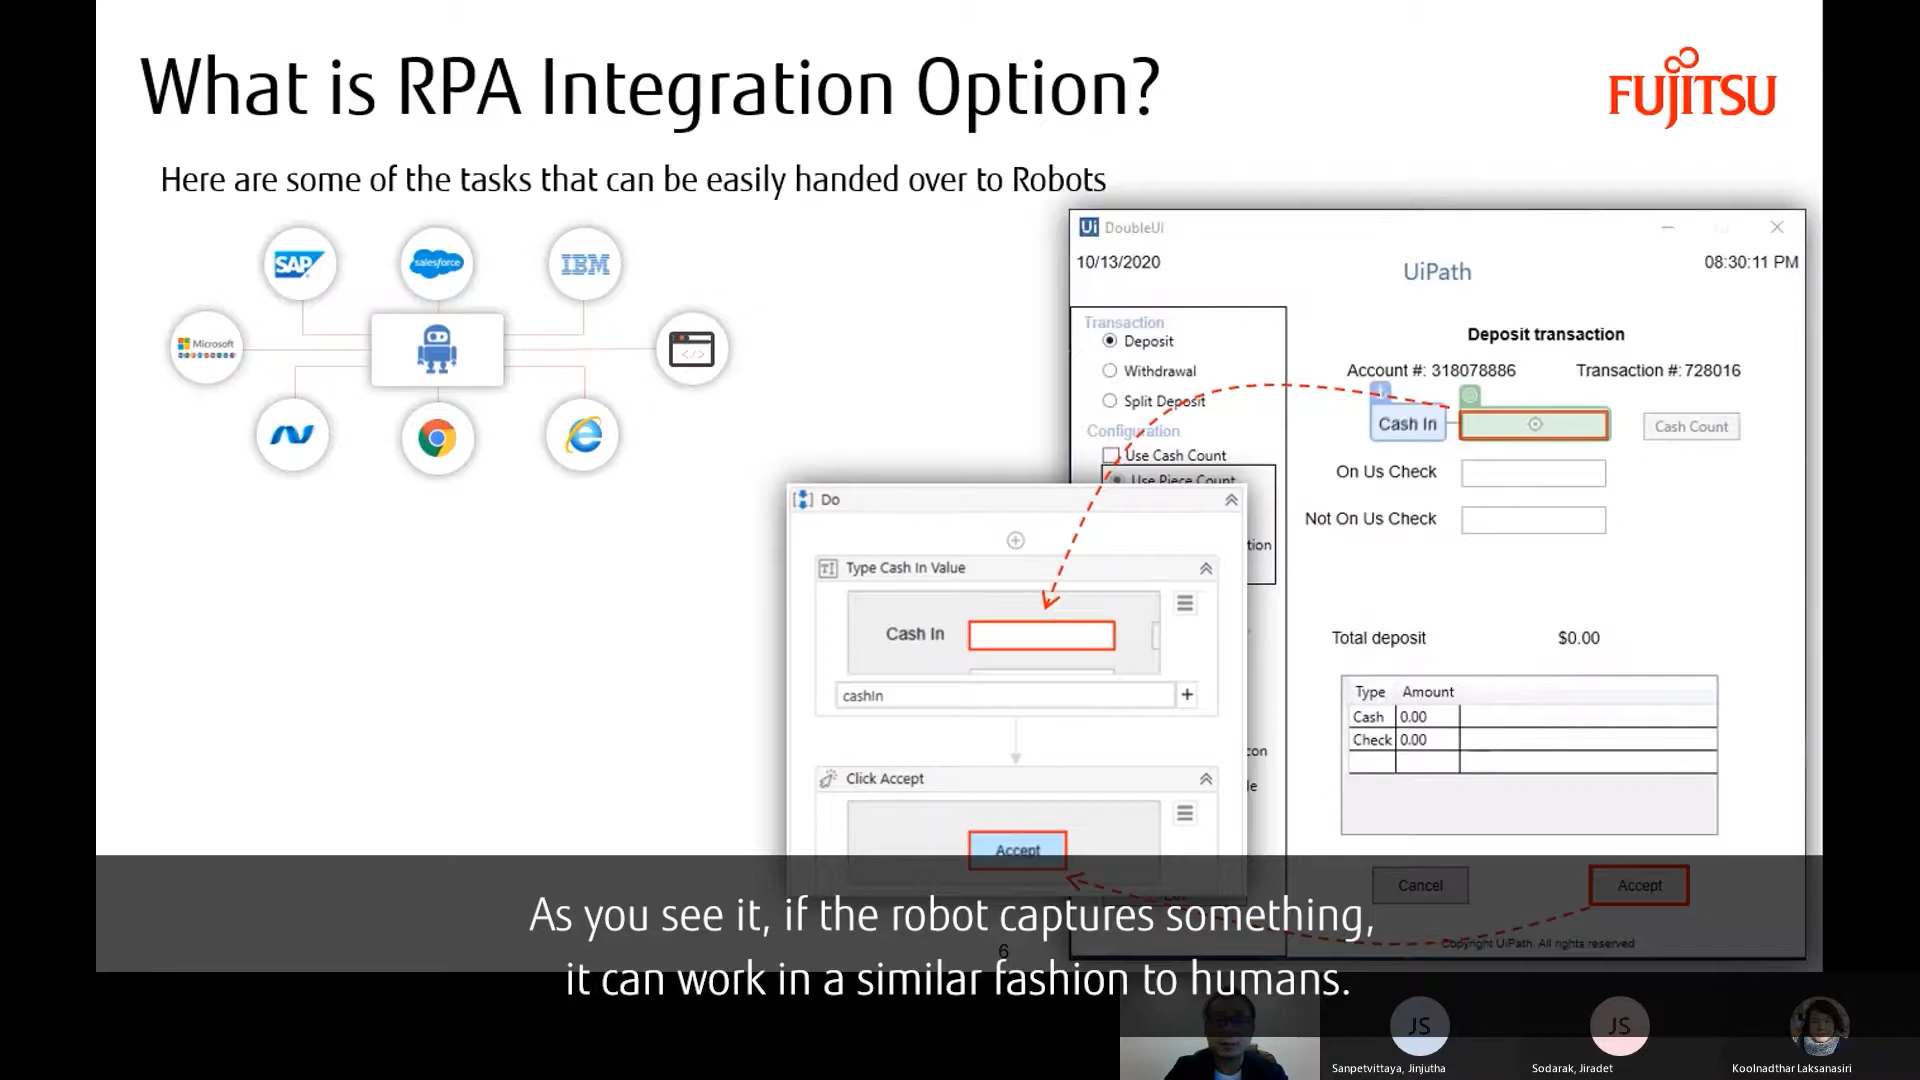 What is RPA Integration Option?
FUJITSU
Here are some of the tasks that can be easily handed over to Robots
SAP
salesforce
IBM
Microsoft
</>
Ui DoubleUI
10/13/2020
UiPath
08:30:11 PM
Transaction
Deposit
Withdrawal
Split Deposit
Configuration
Use Cash Count
Use Piece Count
tion
Deposit transaction
Account #: 318078886
Transaction #: 728016
Cash In
Cash Count
On Us Check
Not On Us Check
Total deposit
$0.00
Type Amount
Cash 0.00
Check 0.00
Cancel
Accept
Copyright UiPath. All rights reserved
Do
Type Cash In Value
Cash In
cashIn
+
Click Accept
Accept
As you see it, if the robot captures something,
it can work in a similar fashion to humans.
6
JS
JS
Sanpetvittaya, Jinjutha
Sodarak, Jiradet
Koolnadthar Laksanasiri